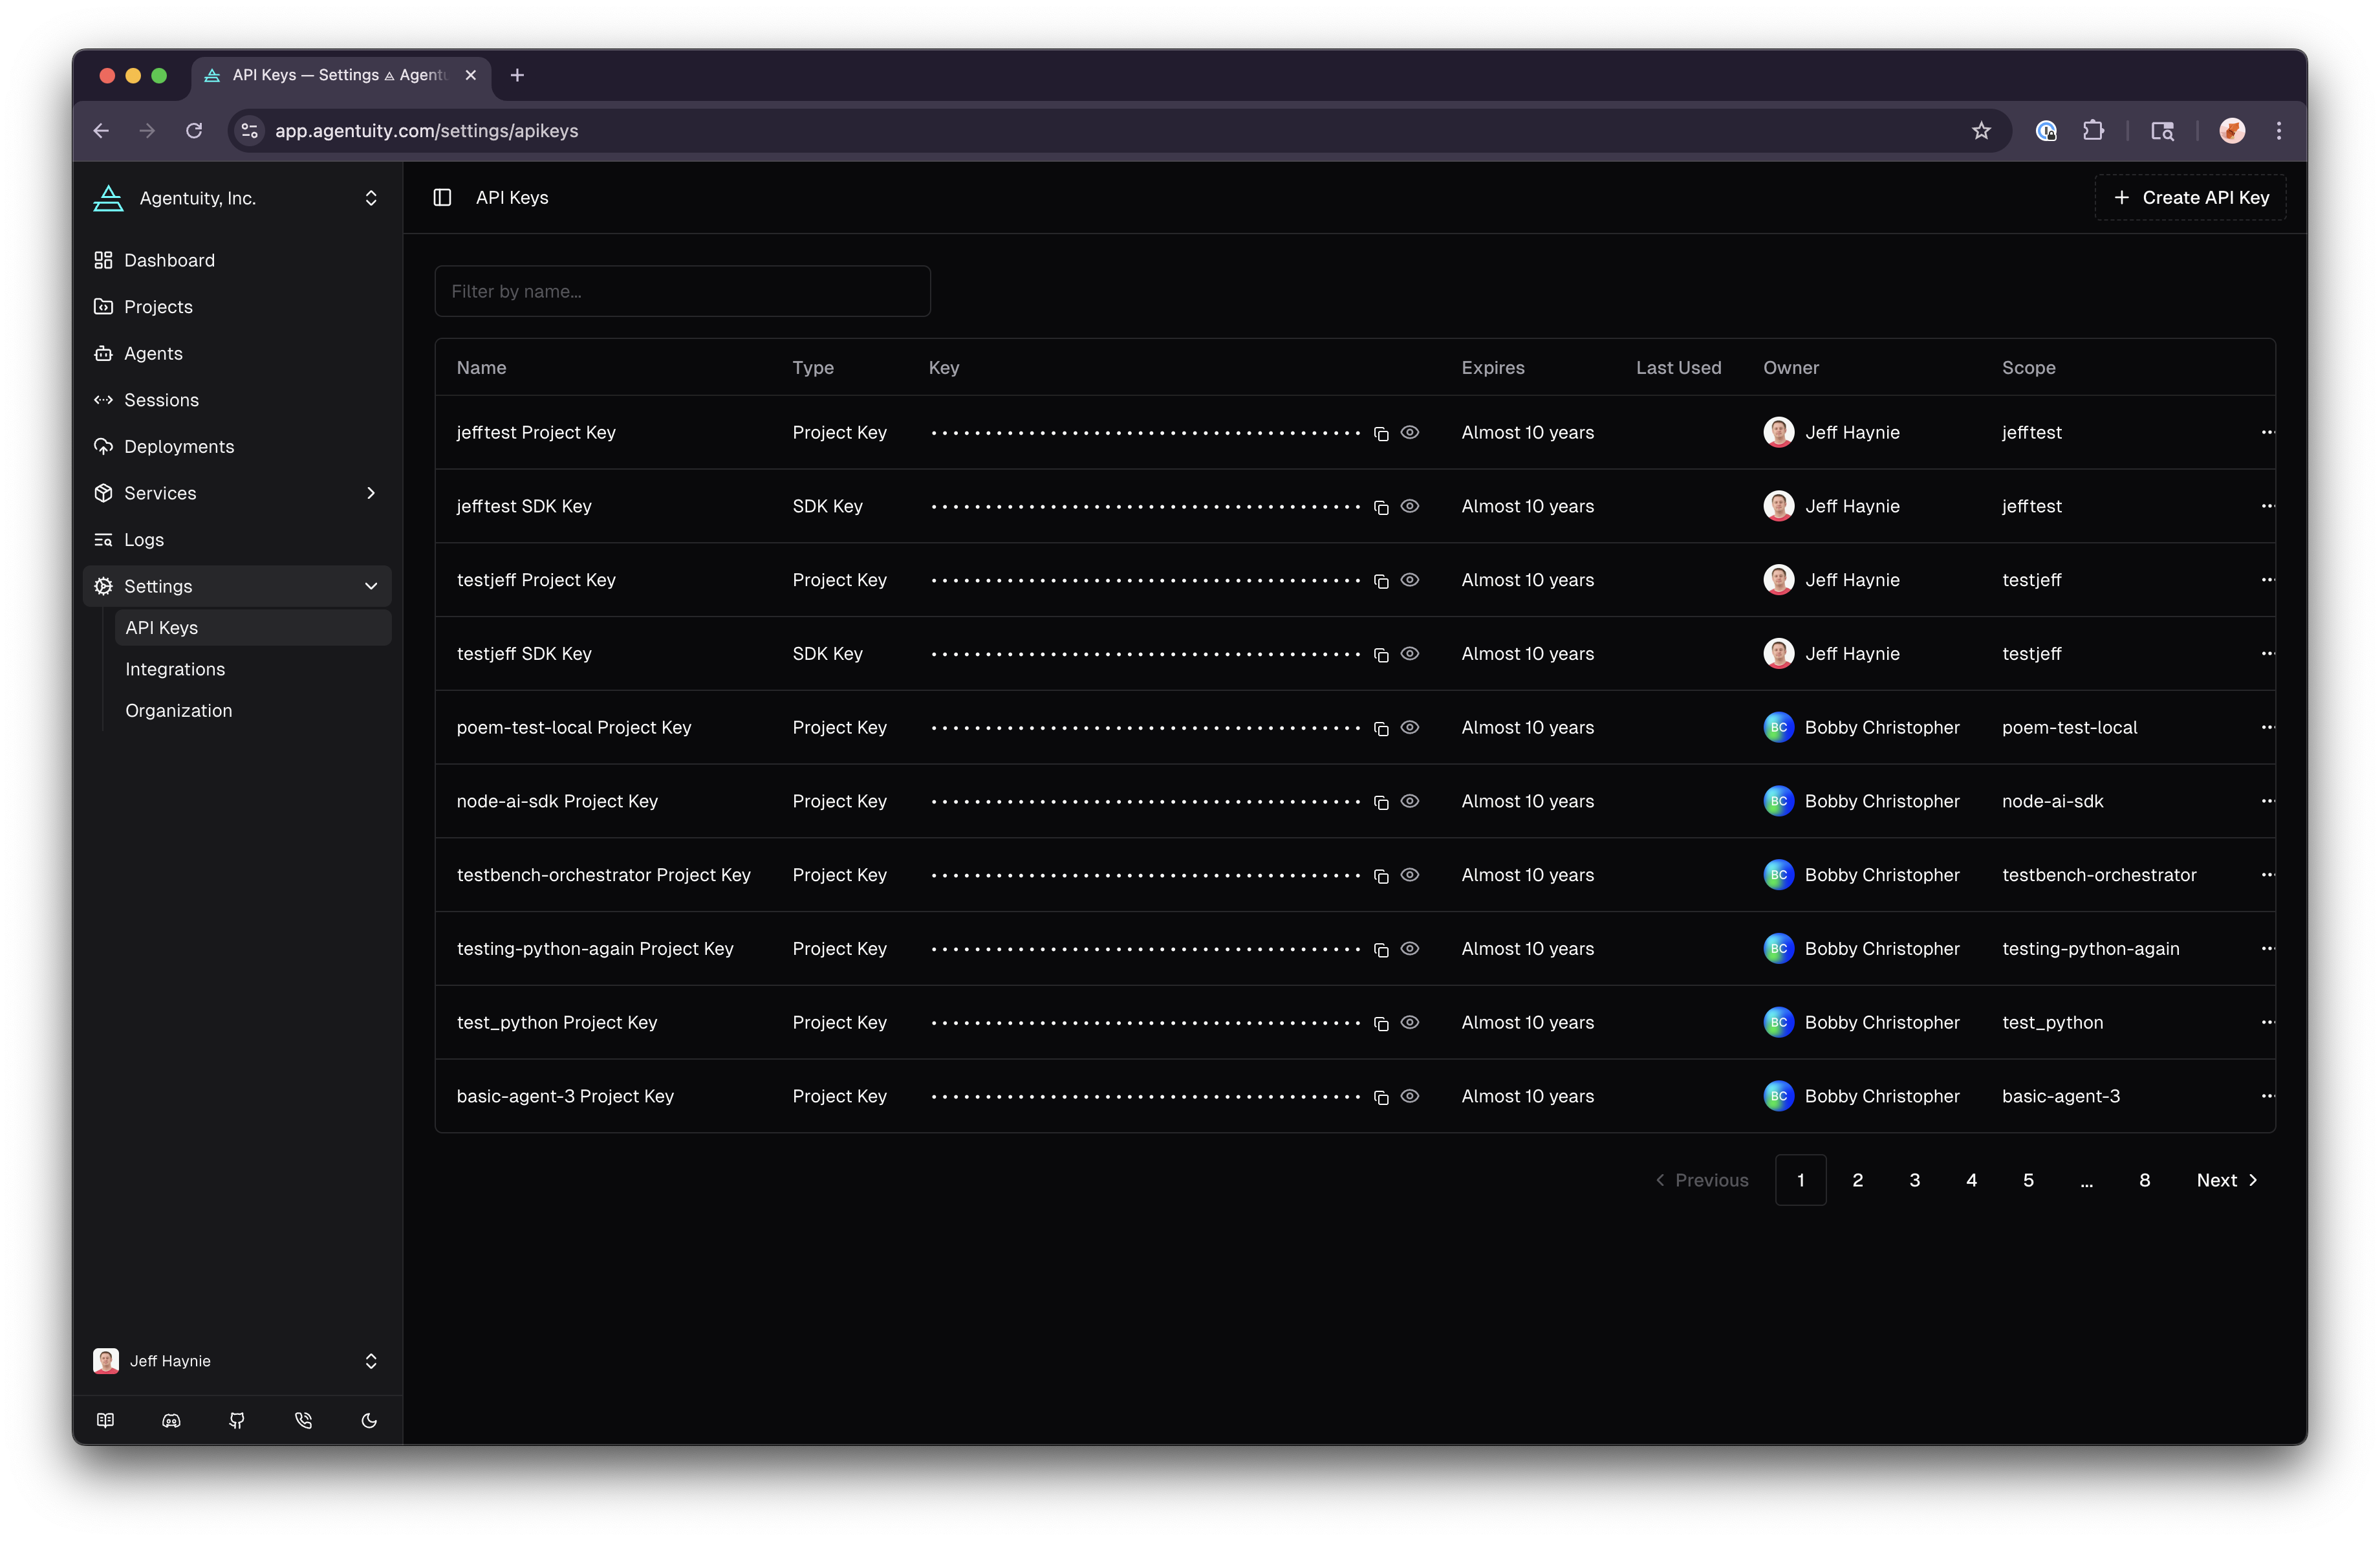 API Keys — Settings ⟁ Agentu
app.agentuity.com/settings/apikeys
Agentuity, Inc.
Dashboard
Projects
Agents
Sessions
Deployments
Services
Logs
Settings
API Keys
Integrations
Organization
Jeff Haynie
API Keys
Create API Key
Filter by name...
Name Type Key Expires Last Used Owner Scope
jefftest Project Key Project Key Almost 10 years Jeff Haynie jefftest
jefftest SDK Key SDK Key Almost 10 years Jeff Haynie jefftest
testjeff Project Key Project Key Almost 10 years Jeff Haynie testjeff
testjeff SDK Key SDK Key Almost 10 years Jeff Haynie testjeff
poem-test-local Project Key Project Key Almost 10 years BC Bobby Christopher poem-test-local
node-ai-sdk Project Key Project Key Almost 10 years BC Bobby Christopher node-ai-sdk
testbench-orchestrator Project Key Project Key Almost 10 years BC Bobby Christopher testbench-orchestrator
testing-python-again Project Key Project Key Almost 10 years BC Bobby Christopher testing-python-again
test_python Project Key Project Key Almost 10 years BC Bobby Christopher test_python
basic-agent-3 Project Key Project Key Almost 10 years BC Bobby Christopher basic-agent-3
Previous 1 2 3 4 5 ... 8 Next